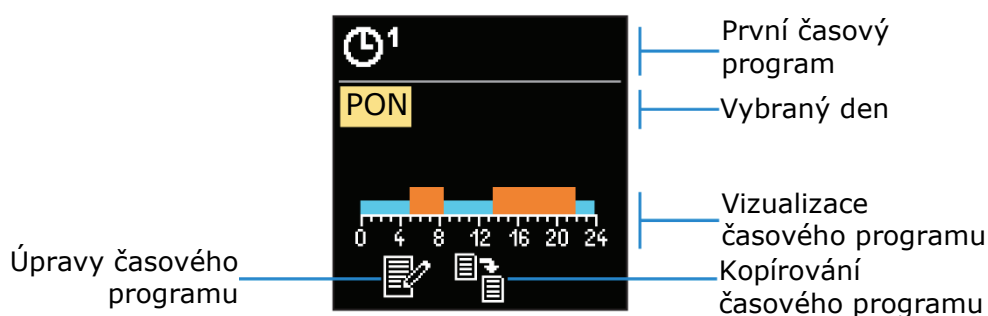 1
První časový
program
PON
Vybraný den
Vizualizace
časového programu
0 4 8 12 16 20 24
Úpravy časového
programu
Kopírování
časového programu